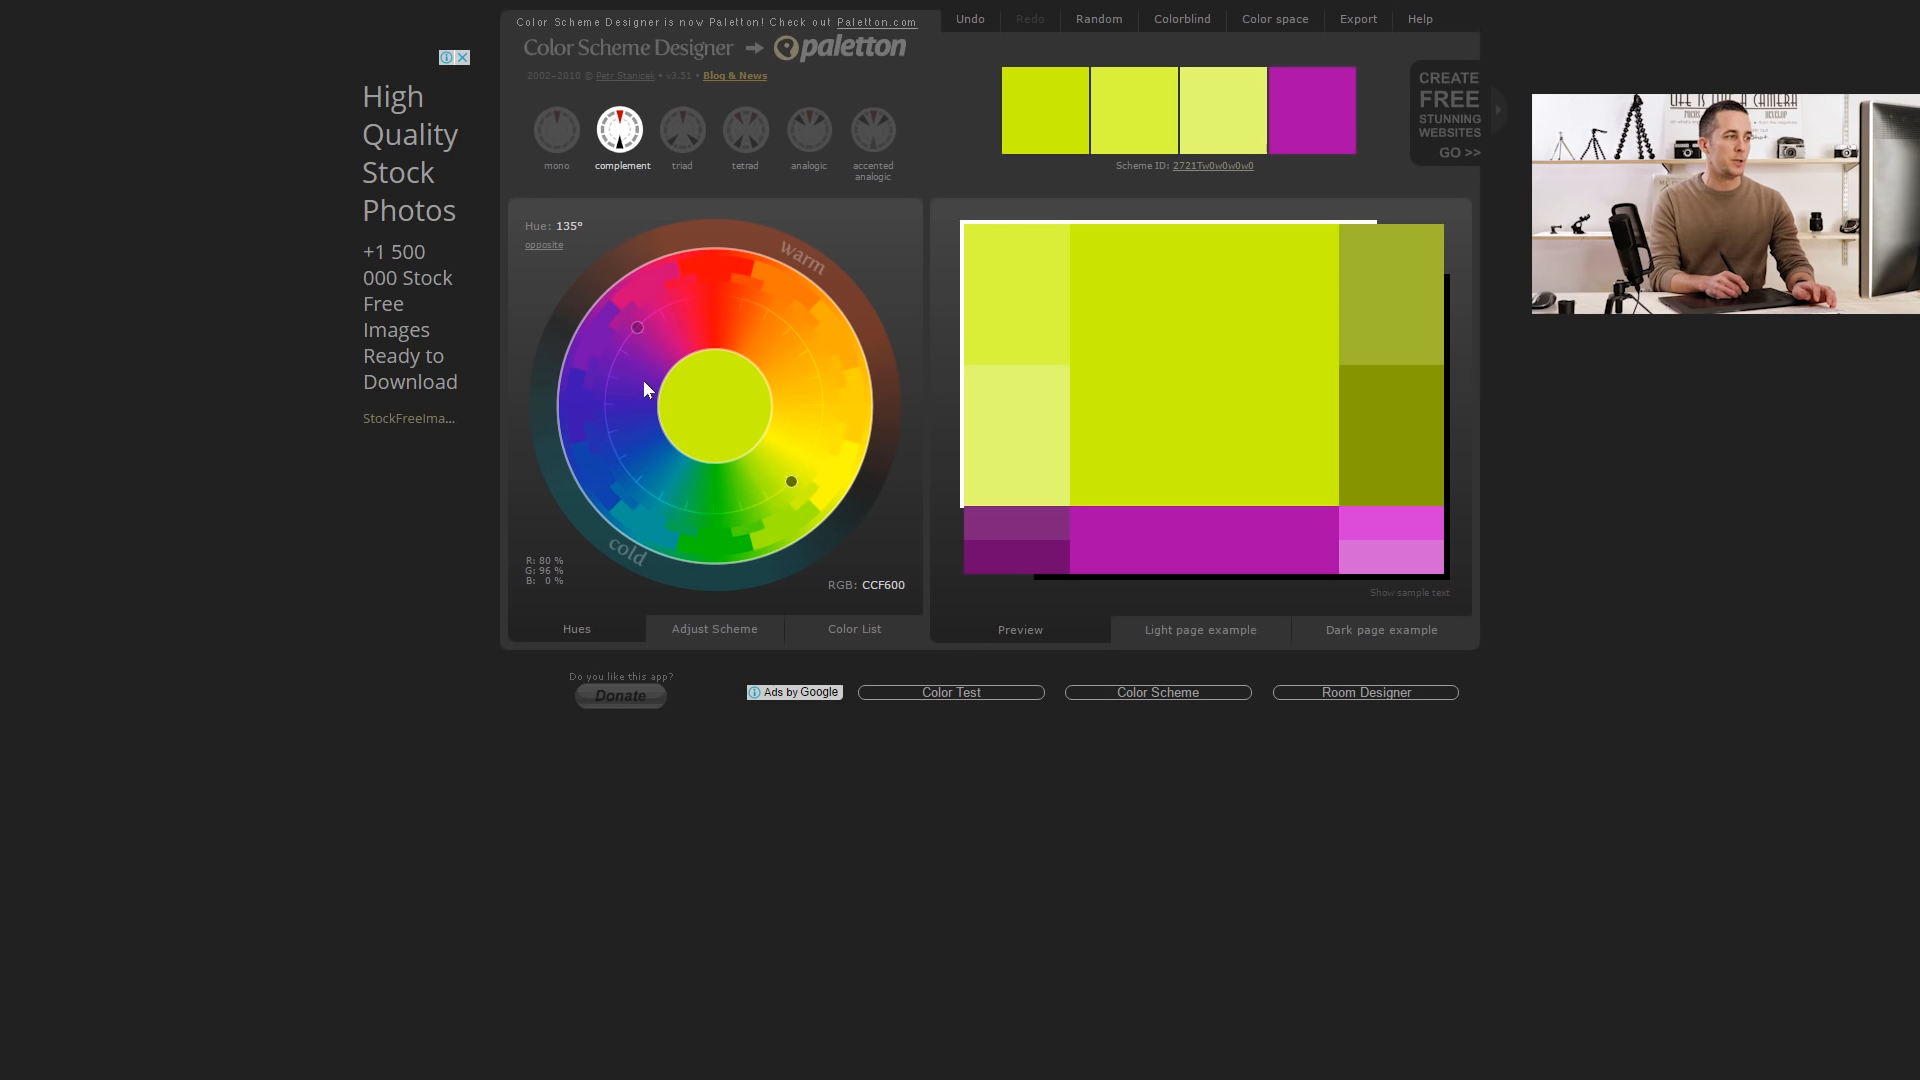 Color Scheme Designer is now Paletton! Check out Paletton.com
Undo
Redo
Random
Colorblind
Color space
Export
Help
Color Scheme Designer
paletton
2002–2010 © Petr Stanicek • v3.51 • Blog & News
High
Quality
Stock
Photos
+1 500
000 Stock
Free
Images
Ready to
Download
StockFreeIma...
mono
complement
triad
tetrad
analogic
accented
analogic
Scheme ID: 2721Tw0w0w0w0
CREATE
FREE
STUNNING
WEBSITES
GO >>
LIFE IS LIKE A CAMERA
Hue: 135°
opposite
warm
cold
R: 80 %
G: 96 %
B: 0 %
RGB: CCF600
Show sample text
Hues
Adjust Scheme
Color List
Preview
Light page example
Dark page example
Do you like this app?
Donate
Ads by Google
Color Test
Color Scheme
Room Designer